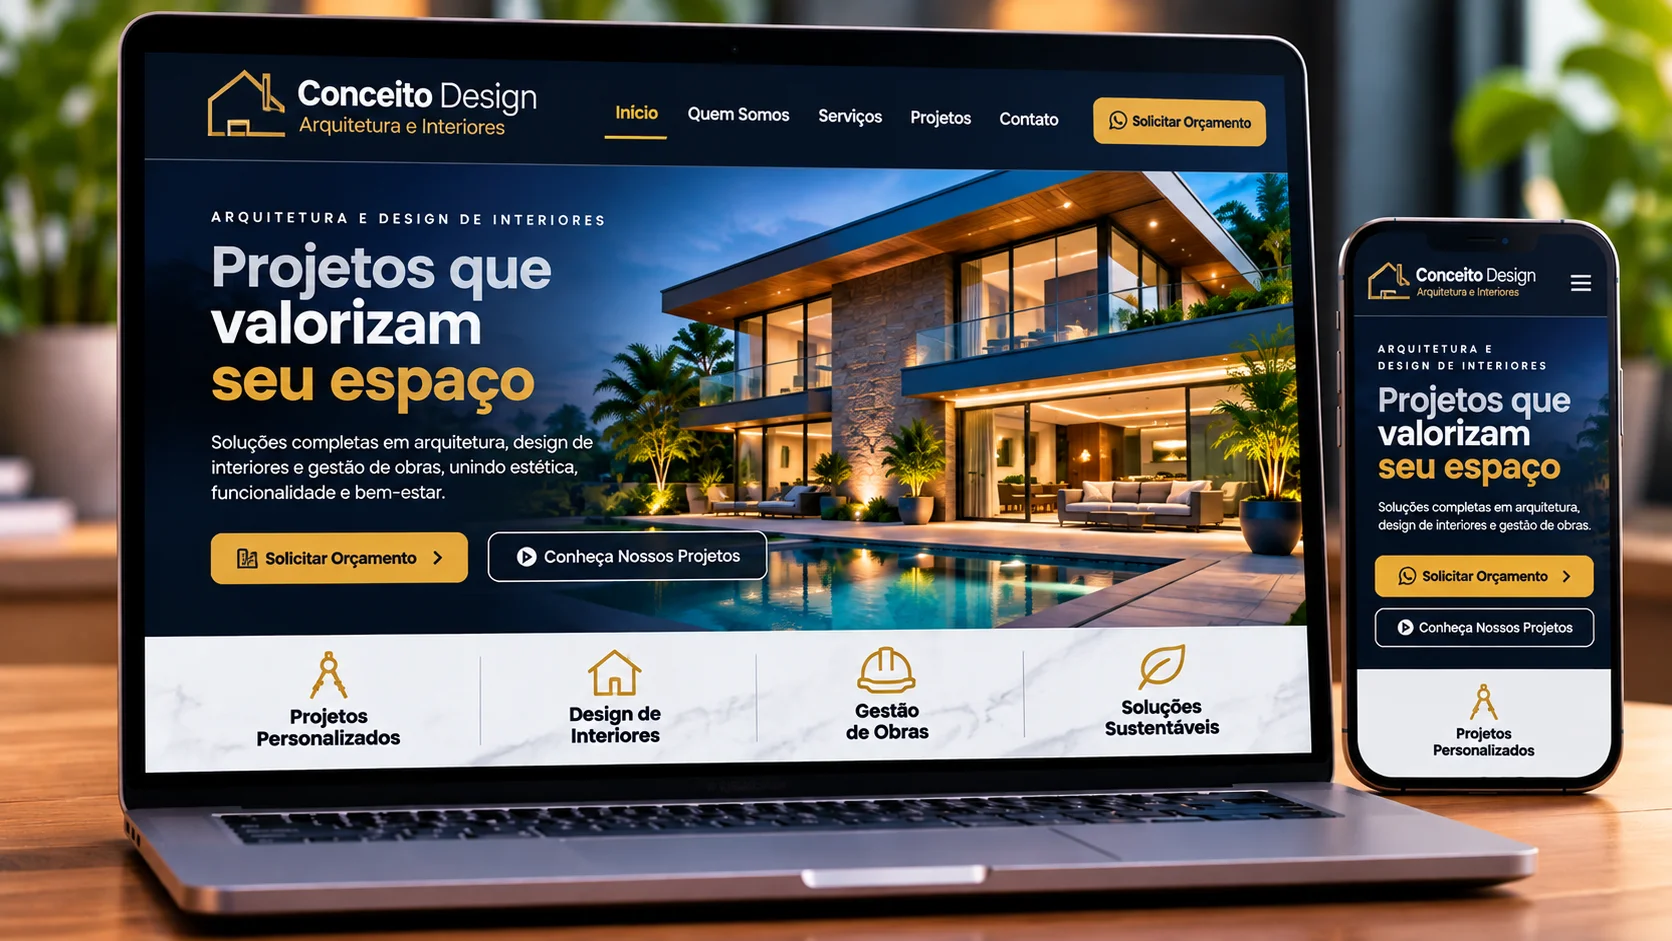 Conceito Design
Arquitetura e Interiores
Início
Quem Somos
Serviços
Projetos
Contato
Solicitar Orçamento
ARQUITETURA E DESIGN DE INTERIORES
Projetos que
valorizam
seu espaço
Soluções completas em arquitetura, design de
interiores e gestão de obras, unindo estética,
funcionalidade e bem-estar.
Solicitar Orçamento
Conheça Nossos Projetos
Projetos
Personalizados
Design de
Interiores
Gestão
de Obras
Soluções
Sustentáveis
Conceito Design
Arquitetura e Interiores
ARQUITETURA E
DESIGN DE INTERIORES
Projetos que
valorizam
seu espaço
Soluções completas em arquitetura,
design de interiores e gestão de obras.
Solicitar Orçamento
Conheça Nossos Projetos
Projetos
Personalizados